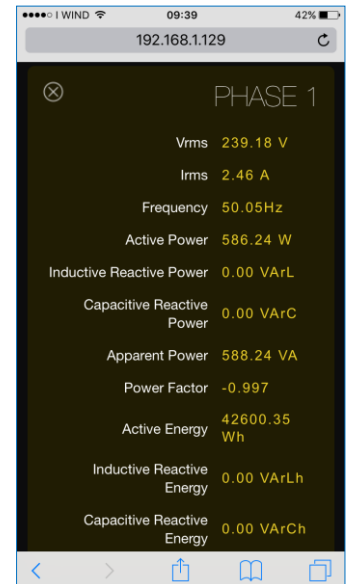 I WIND 09:39 42%
192.168.1.129
PHASE 1
Vrms 239.18 V
Irms 2.46 A
Frequency 50.05Hz
Active Power 586.24 W
Inductive Reactive Power 0.00 VArL
Capacitive Reactive
Power 0.00 VArC
Apparent Power 588.24 VA
Power Factor -0.997
Active Energy 42600.35
Wh
Inductive Reactive
Energy 0.00 VArLh
Capacitive Reactive
Energy 0.00 VArCh